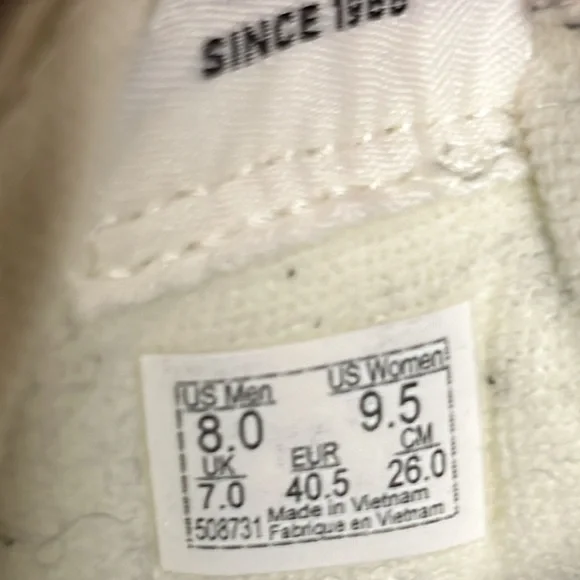 SINCE 1966
US Men US Women
8.0 9.5
UK EUR CM
7.0 40.5 26.0
Made in Vietnam
508731 Fabrique en Vietnam